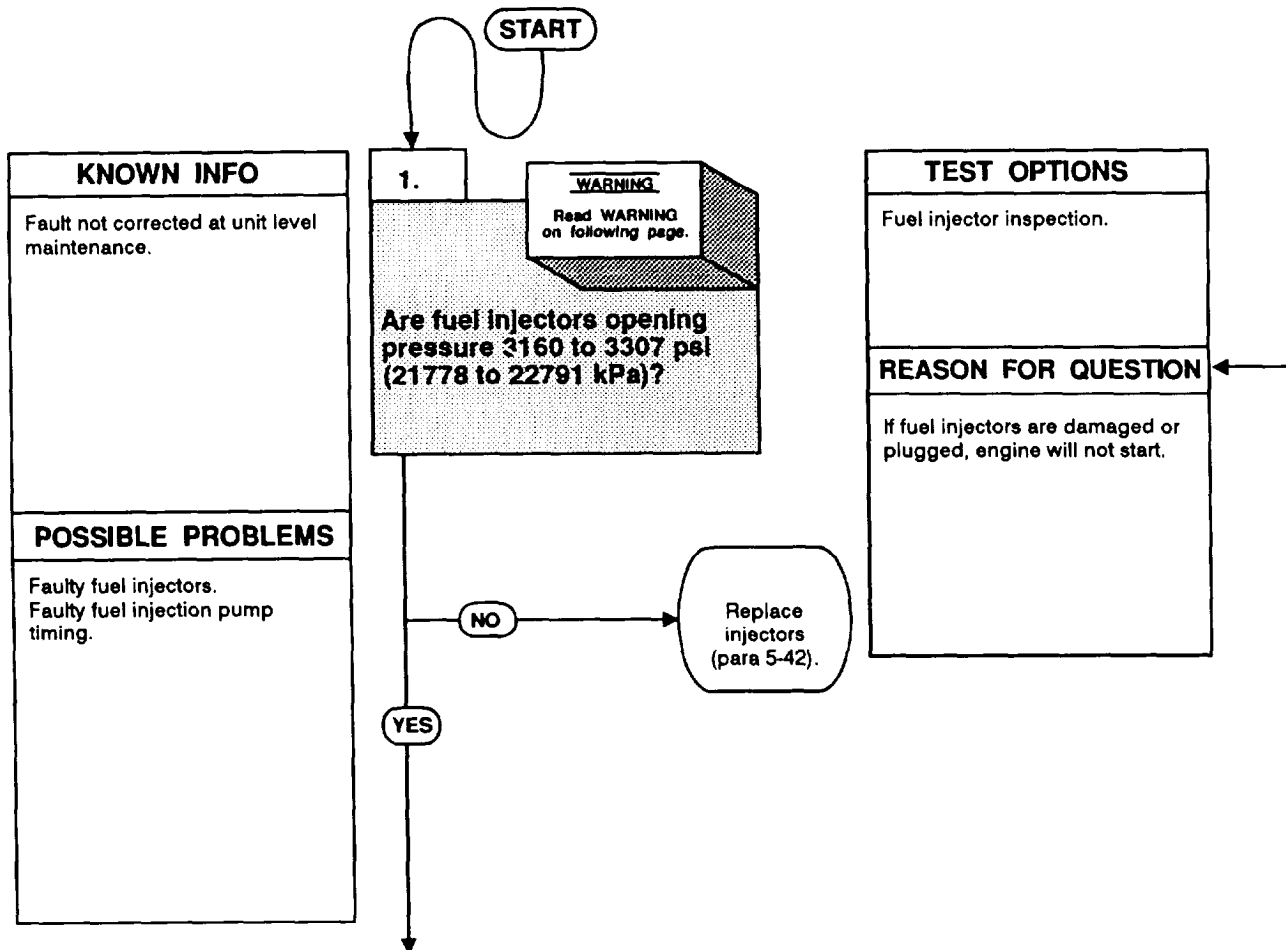 START
KNOWN INFO
Fault not corrected at unit level
maintenance.
POSSIBLE PROBLEMS
Faulty fuel injectors.
Faulty fuel injection pump
timing.
1.
WARNING
Read WARNING
on following page.
Are fuel injectors opening
pressure 3160 to 3307 psi
(21778 to 22791 kPa)?
NO
Replace
injectors
(para 5-42).
YES
TEST OPTIONS
Fuel injector inspection.
REASON FOR QUESTION
If fuel injectors are damaged or
plugged, engine will not start.